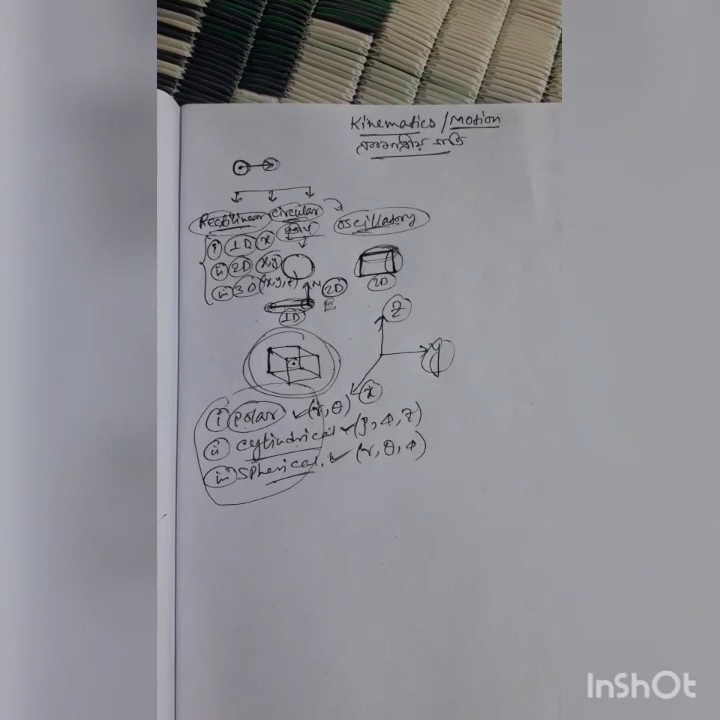 Kinematics / Motion
গতি
Rectilinear circular
oscillatory
i 1D x
ii 2D x,y
iii 3D (x,y,z) N 2D
2D
1D E
Z
y
x
i polar ✓ (r, θ)
ii cylindrical ✓ (ρ, φ, z)
iii spherical. ✓ (r, θ, φ)
InShOt